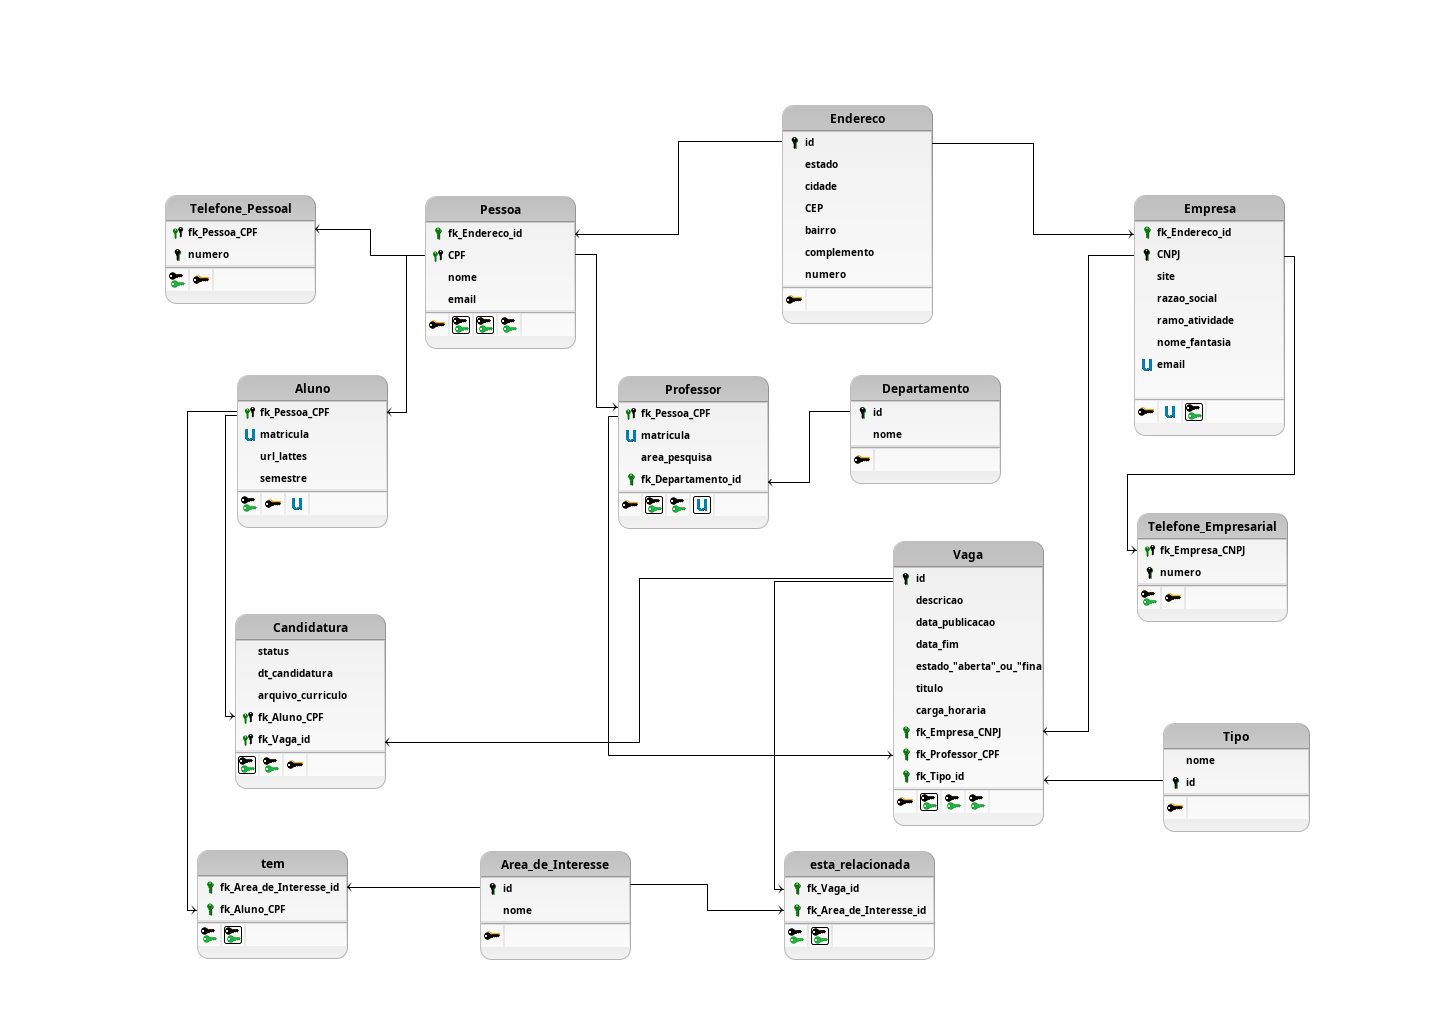 Endereco
id
estado
cidade
CEP
bairro
complemento
numero
Telefone_Pessoal
fk_Pessoa_CPF
numero
Pessoa
fk_Endereco_id
CPF
nome
email
Empresa
fk_Endereco_id
CNPJ
site
razao_social
ramo_atividade
nome_fantasia
U email
U
Aluno
fk_Pessoa_CPF
U matricula
url_lattes
semestre
U
Professor
fk_Pessoa_CPF
U matricula
area_pesquisa
fk_Departamento_id
U
Departamento
id
nome
Telefone_Empresarial
fk_Empresa_CNPJ
numero
Vaga
id
descricao
data_publicacao
data_fim
estado_"aberta"_ou_"fina
titulo
carga_horaria
fk_Empresa_CNPJ
fk_Professor_CPF
fk_Tipo_id
Candidatura
status
dt_candidatura
arquivo_curriculo
fk_Aluno_CPF
fk_Vaga_id
Tipo
nome
id
tem
fk_Area_de_Interesse_id
fk_Aluno_CPF
Area_de_Interesse
id
nome
esta_relacionada
fk_Vaga_id
fk_Area_de_Interesse_id